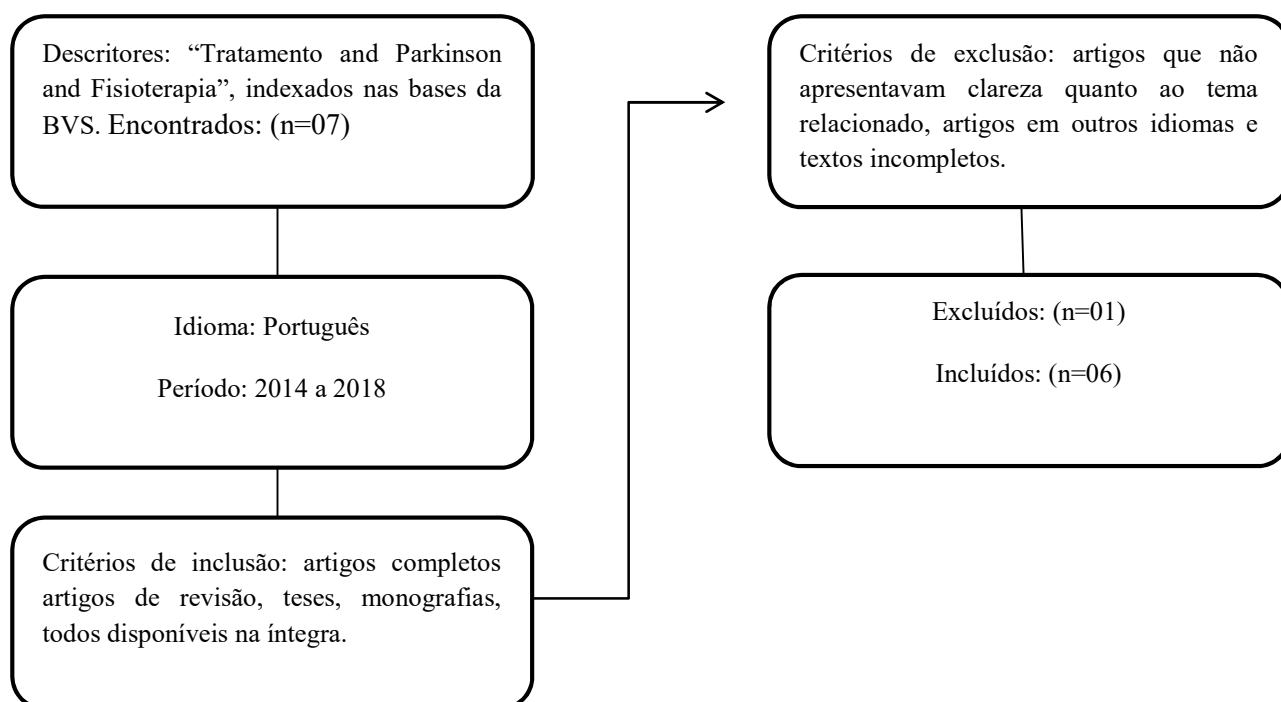 Descritores: “Tratamento and Parkinson
and Fisioterapia”, indexados nas bases da
BVS. Encontrados: (n=07)
Idioma: Português
Período: 2014 a 2018
Critérios de inclusão: artigos completos
artigos de revisão, teses, monografias,
todos disponíveis na íntegra.
Critérios de exclusão: artigos que não
apresentavam clareza quanto ao tema
relacionado, artigos em outros idiomas e
textos incompletos.
Excluídos: (n=01)
Incluídos: (n=06)